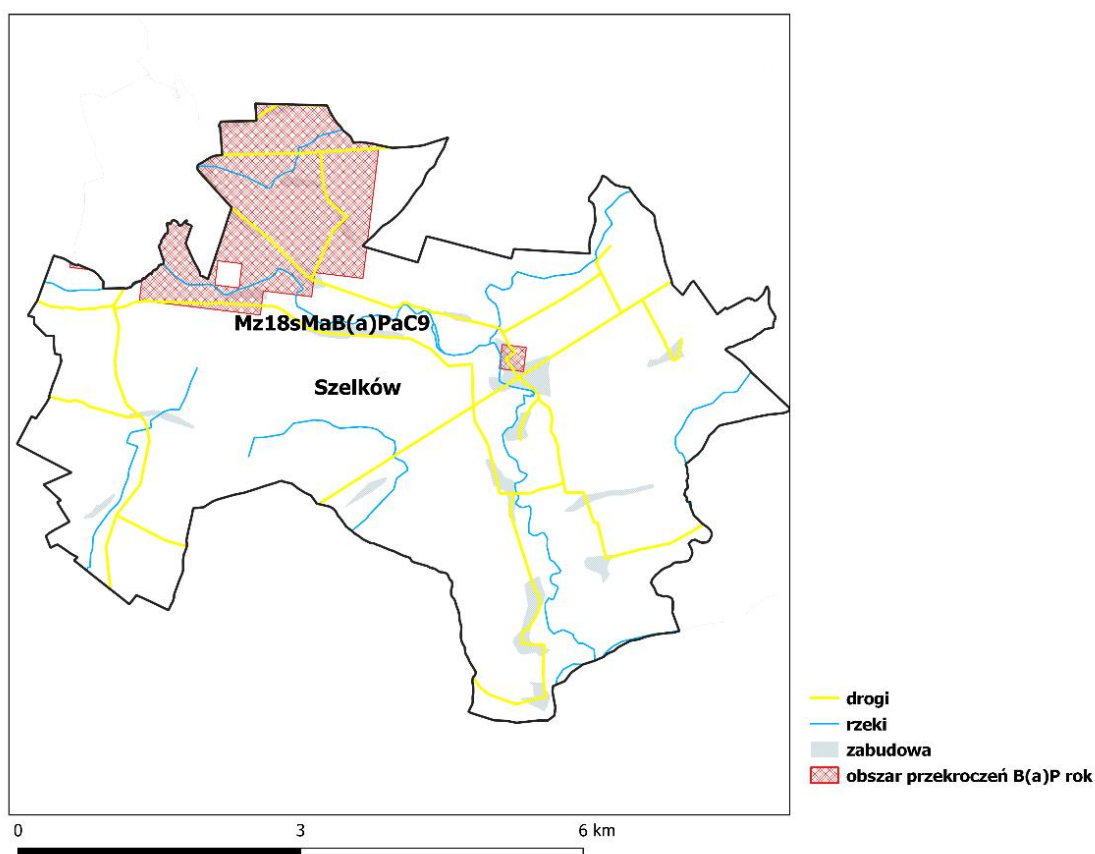 Mz18sMaB(a)PaC9
Szelków
drogi
rzeki
zabudowa
obszar przekroczeń B(a)P rok
0 3 6 km